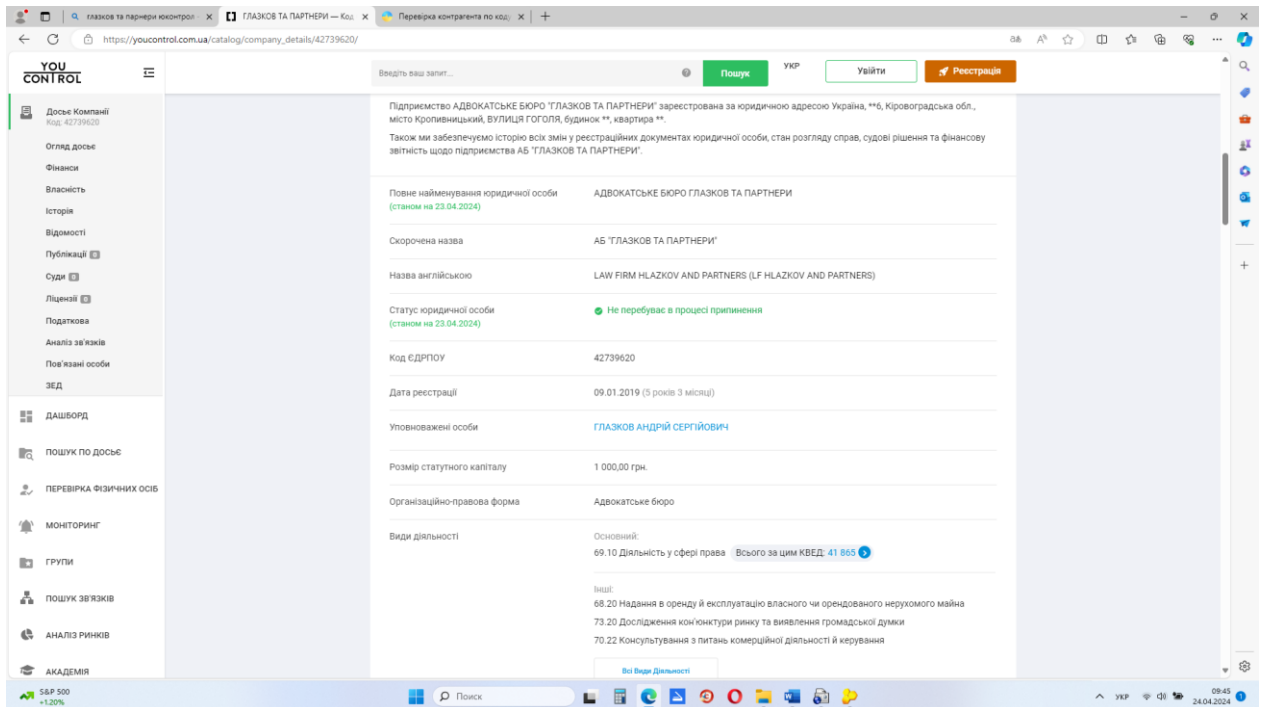 глазков та парнери юконтрол -
ГЛАЗКОВ ТА ПАРТНЕРИ — Код
Перевірка контрагента по коду
https://youcontrol.com.ua/catalog/company_details/42739620/
YOU
CONTROL
Введіть ваш запит...
Пошук
УКР
Увійти
Реєстрація
Досьє Компанії
Код: 42739620
Огляд досьє
Фінанси
Власність
Історія
Відомості
Публікації 0
Суди 0
Ліцензії 0
Податкова
Аналіз зв'язків
Пов'язані особи
ЗЕД
ДАШБОРД
ПОШУК ПО ДОСЬЄ
ПЕРЕВІРКА ФІЗИЧНИХ ОСІБ
МОНІТОРИНГ
ГРУПИ
ПОШУК ЗВ'ЯЗКІВ
АНАЛІЗ РИНКІВ
АКАДЕМІЯ
Підприємство АДВОКАТСЬКЕ БЮРО "ГЛАЗКОВ ТА ПАРТНЕРИ" зареєстрована за юридичною адресою Україна, **6, Кіровоградська обл.,
місто Кропивницький, ВУЛИЦЯ ГОГОЛЯ, будинок **, квартира **.
Також ми забезпечуємо історію всіх змін у реєстраційних документах юридичної особи, стан розгляду справ, судові рішення та фінансову
звітність щодо підприємства АБ "ГЛАЗКОВ ТА ПАРТНЕРИ".
Повне найменування юридичної особи
(станом на 23.04.2024)
АДВОКАТСЬКЕ БЮРО ГЛАЗКОВ ТА ПАРТНЕРИ
Скорочена назва
АБ "ГЛАЗКОВ ТА ПАРТНЕРИ"
Назва англійською
LAW FIRM HLAZKOV AND PARTNERS (LF HLAZKOV AND PARTNERS)
Статус юридичної особи
(станом на 23.04.2024)
Не перебуває в процесі припинення
Код ЄДРПОУ
42739620
Дата реєстрації
09.01.2019 (5 років 3 місяці)
Уповноважені особи
ГЛАЗКОВ АНДРІЙ СЕРГІЙОВИЧ
Розмір статутного капіталу
1 000,00 грн.
Організаційно-правова форма
Адвокатське бюро
Види діяльності
Основний:
69.10 Діяльність у сфері права Всього за цим КВЕД: 41 865
Інші:
68.20 Надання в оренду й експлуатацію власного чи орендованого нерухомого майна
73.20 Дослідження кон'юнктури ринку та виявлення громадської думки
70.22 Консультування з питань комерційної діяльності й керування
Всі Види Діяльності
S&P 500
+1.20%
Поиск
УКР
09:45
24.04.2024
1